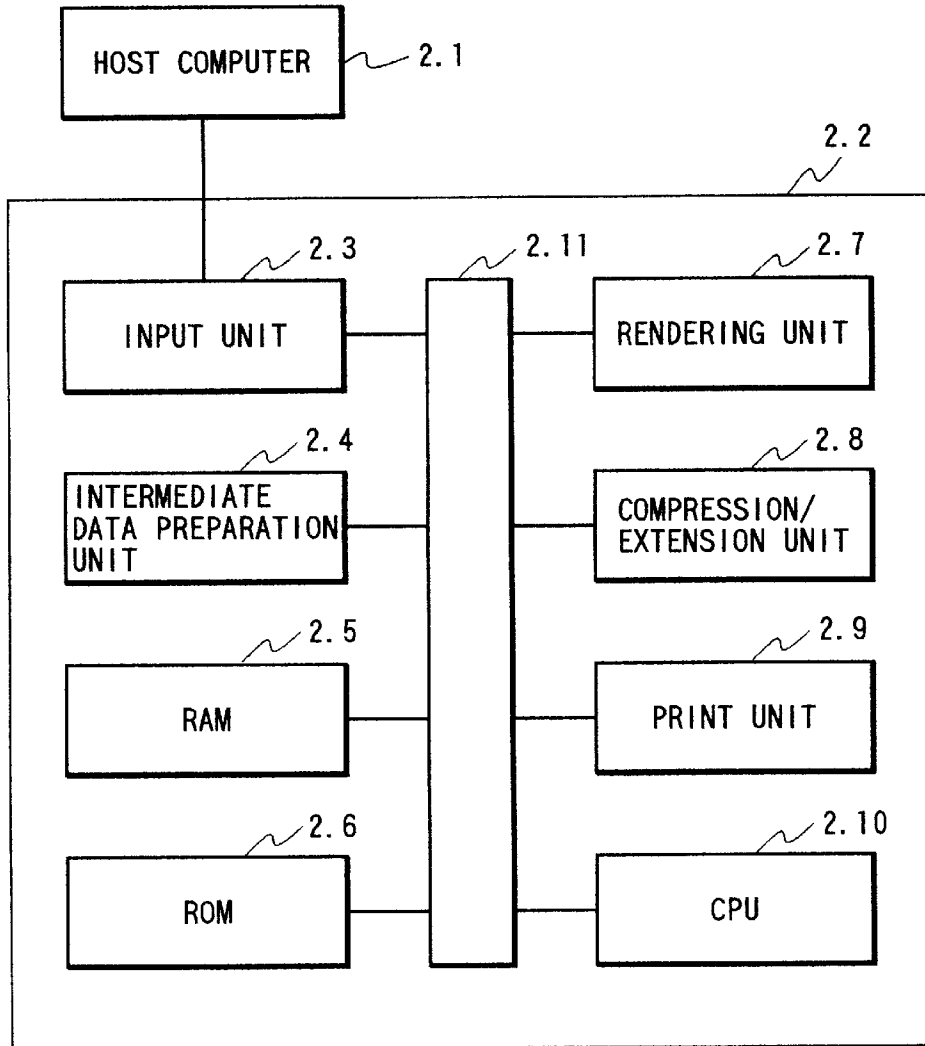 HOST COMPUTER
2.1
2.2
2.3
INPUT UNIT
2.11
2.7
RENDERING UNIT
2.4
INTERMEDIATE
DATA PREPARATION
UNIT
2.8
COMPRESSION/
EXTENSION UNIT
2.5
RAM
2.9
PRINT UNIT
2.6
ROM
2.10
CPU